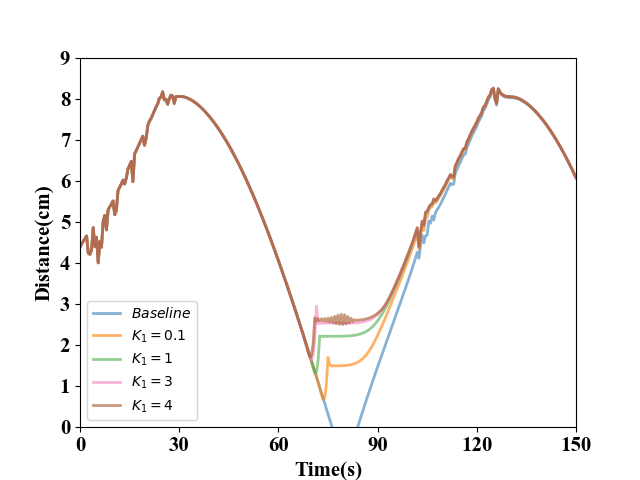 9
8
7
6
5
4
3
2
1
0
Distance(cm)
Baseline
K₁ = 0.1
K₁ = 1
K₁ = 3
K₁ = 4
0 30 60 90 120 150
Time(s)